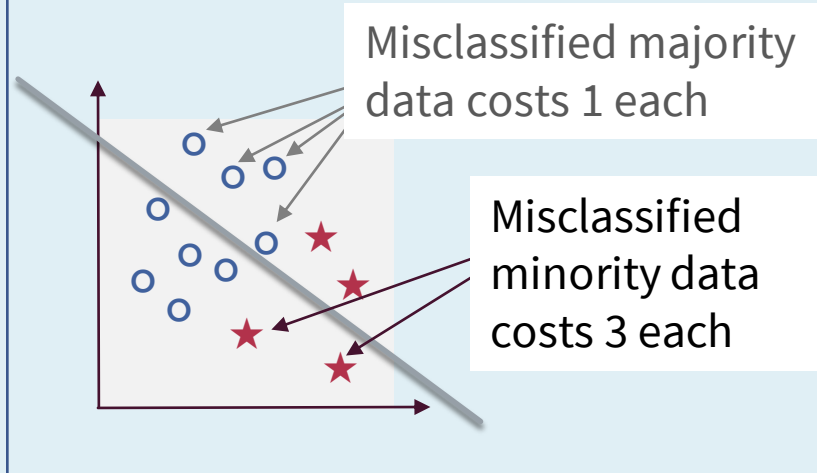 Misclassified majority
data costs 1 each
Misclassified
minority data
costs 3 each